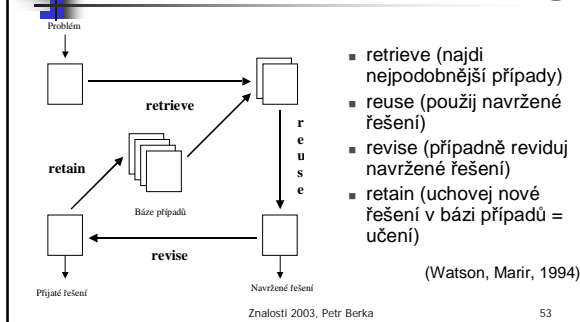 Problém
retrieve
r
e
u
s
e
retain
Báze případů
revise
Přijaté řešení
Navržené řešení
▪ retrieve (najdi
nejpodobnější případy)
▪ reuse (použij navržené
řešení)
▪ revise (případně reviduj
navržené řešení)
▪ retain (uchovej nové
řešení v bázi případů =
učení)
(Watson, Marir, 1994)
Znalosti 2003, Petr Berka
53